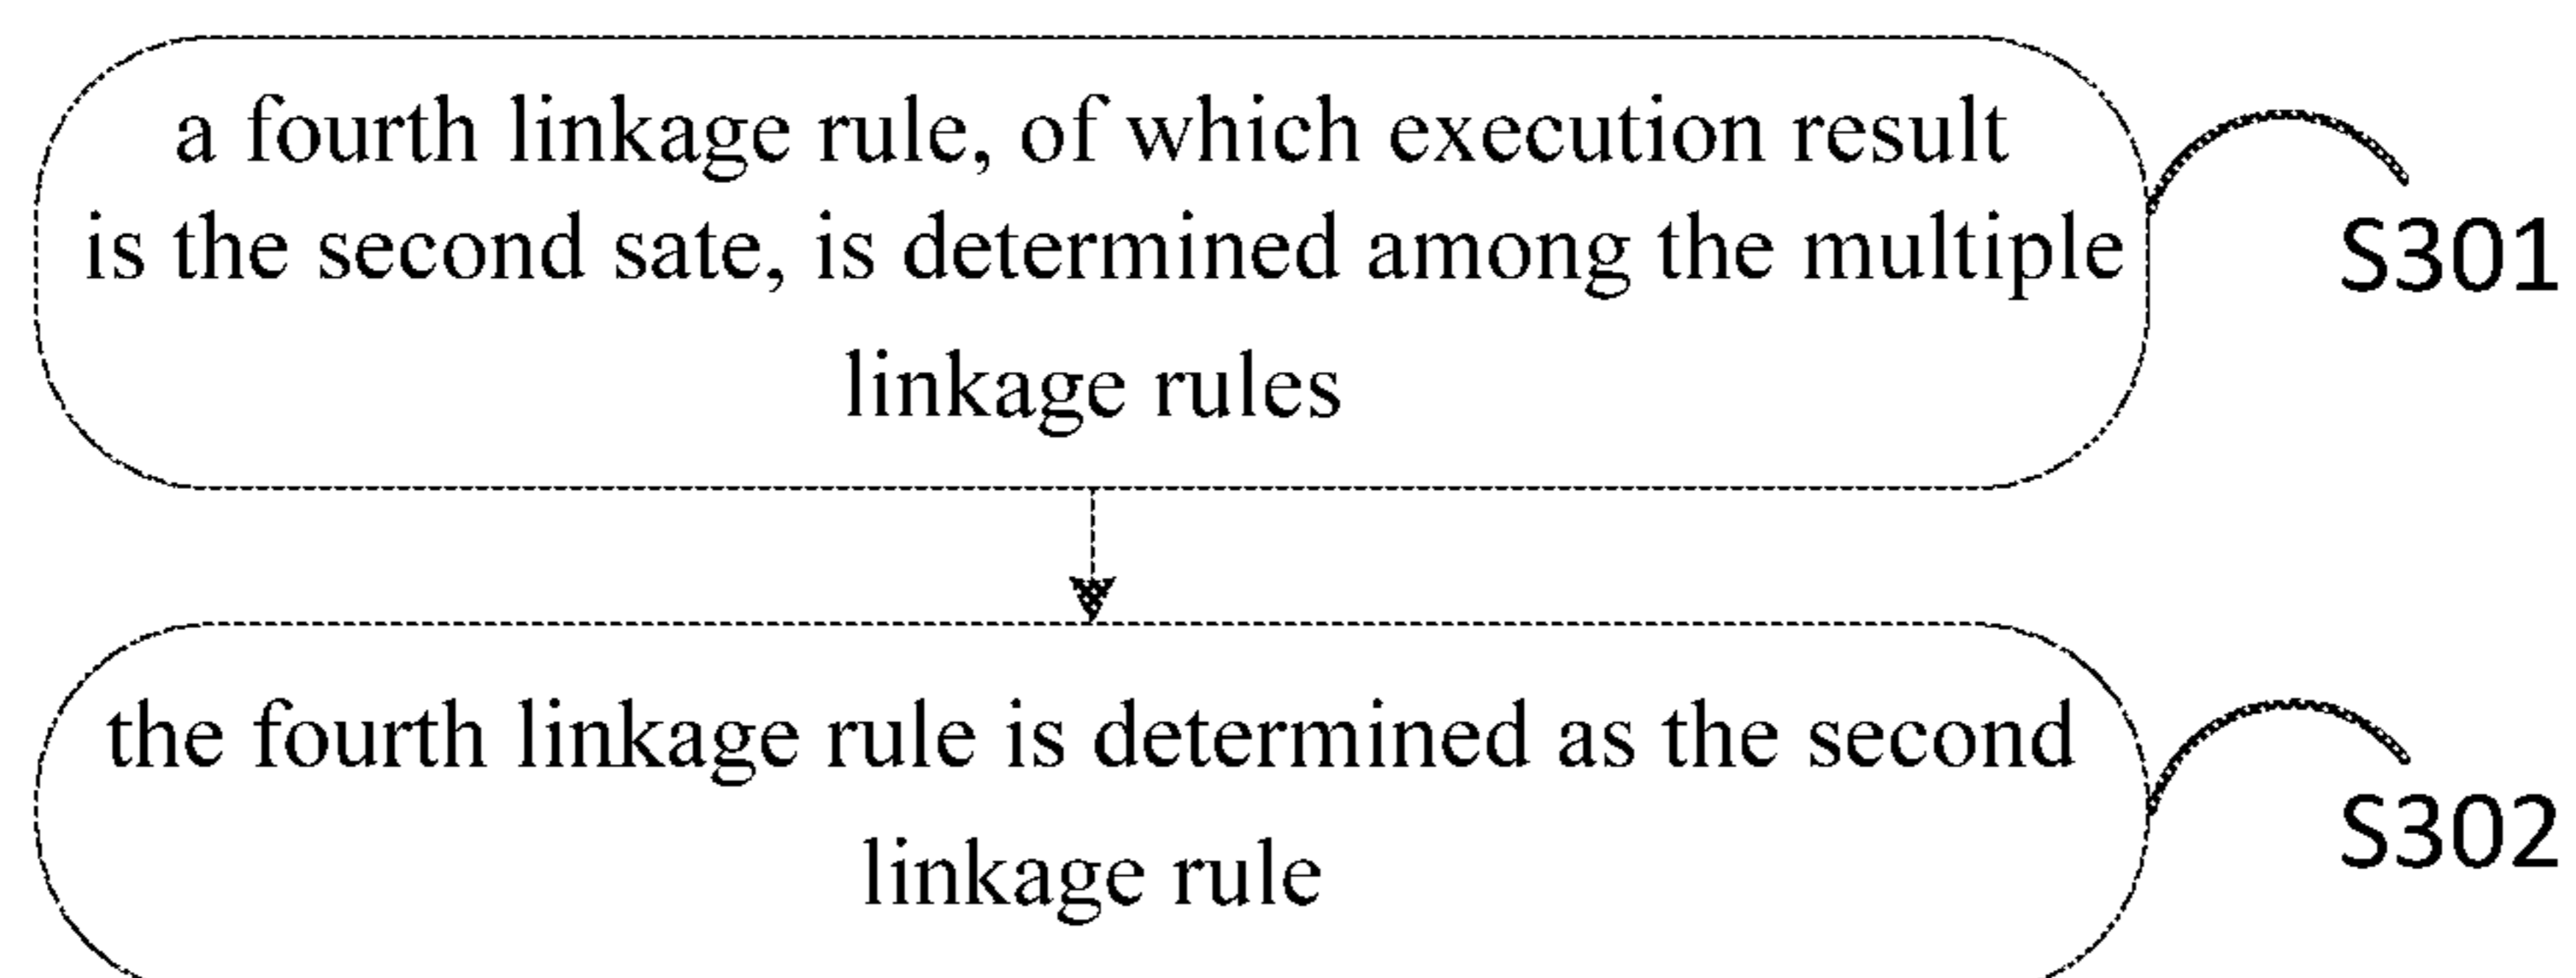 a fourth linkage rule, of which execution result
is the second sate, is determined among the multiple
linkage rules
S301
the fourth linkage rule is determined as the second
linkage rule
S302